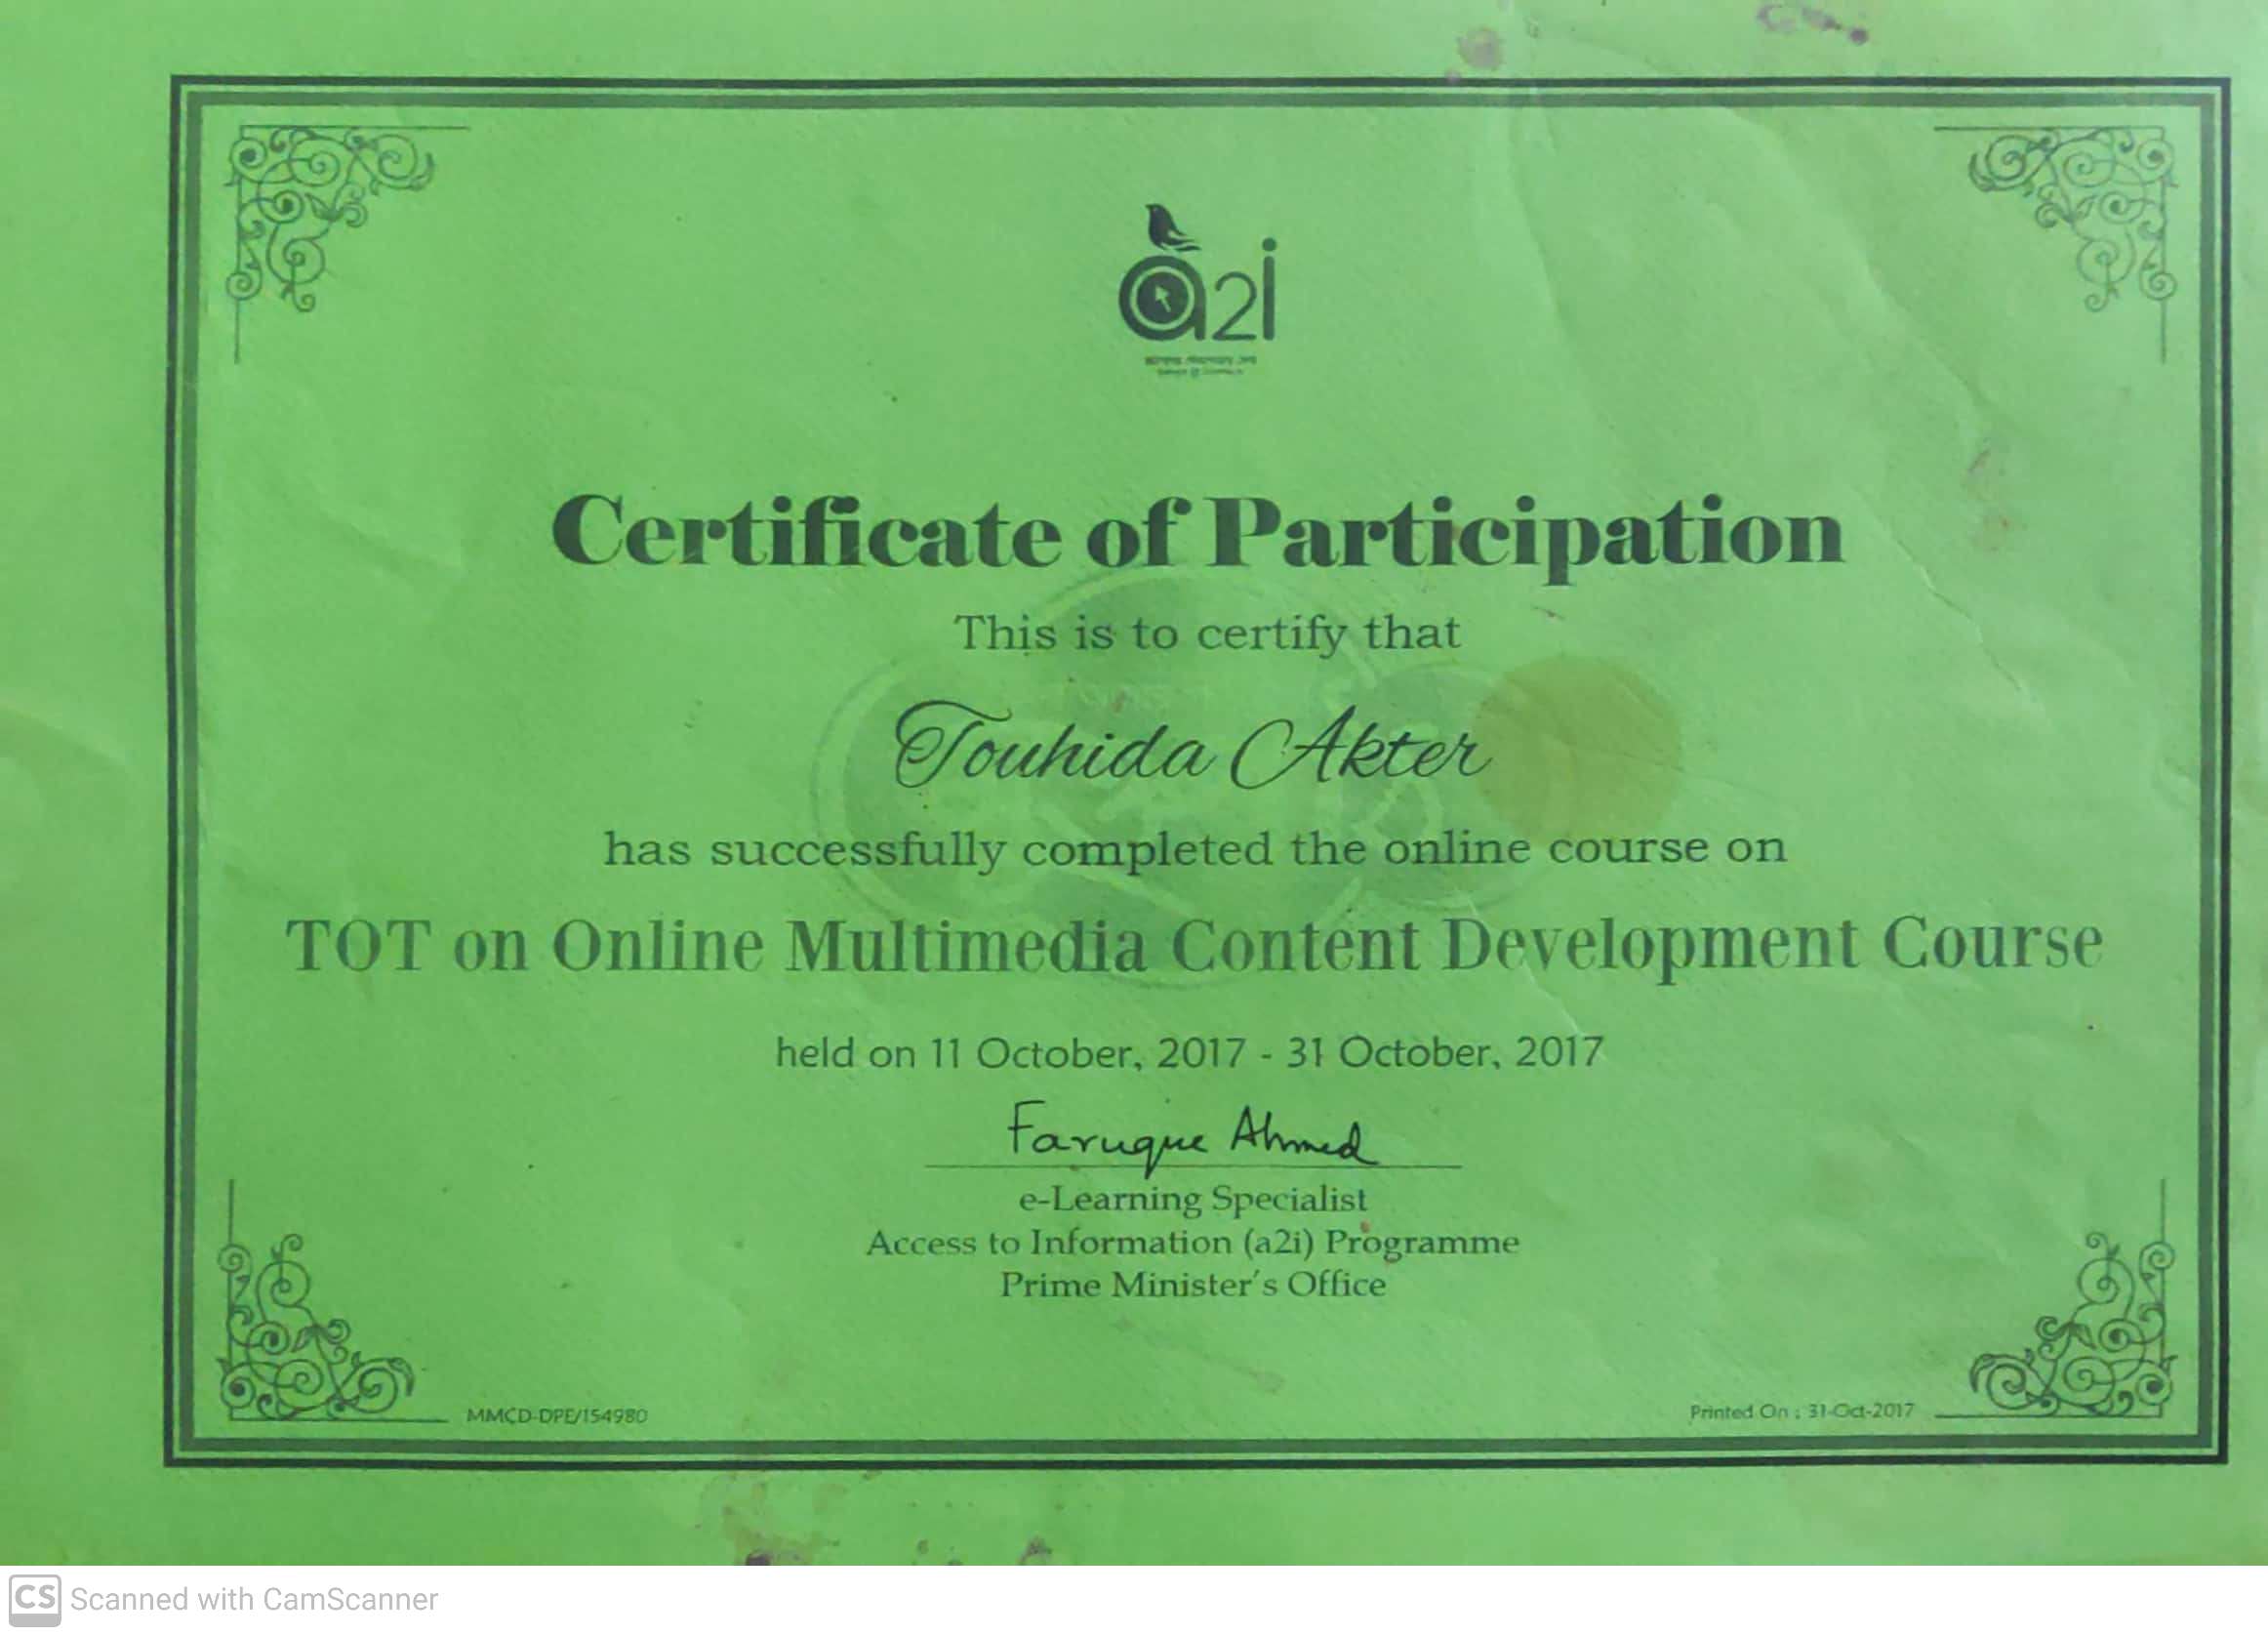 a2i
Certificate of Participation
This is to certify that
Touhida Akter
has successfully completed the online course on
TOT on Online Multimedia Content Development Course
held on 11 October, 2017 - 31 October, 2017
Faruque Ahmed
e-Learning Specialist
Access to Information (a2i) Programme
Prime Minister's Office
MMCD-DPE/154980
Printed On : 31-Oct-2017
CS Scanned with CamScanner